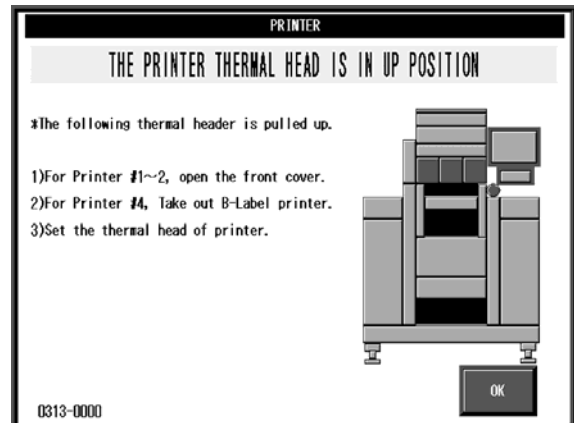 PRINTER
THE PRINTER THERMAL HEAD IS IN UP POSITION
*The following thermal header is pulled up.
1)For Printer #1~2, open the front cover.
2)For Printer #4, Take out B-Label printer.
3)Set the thermal head of printer.
OK
0313-0000